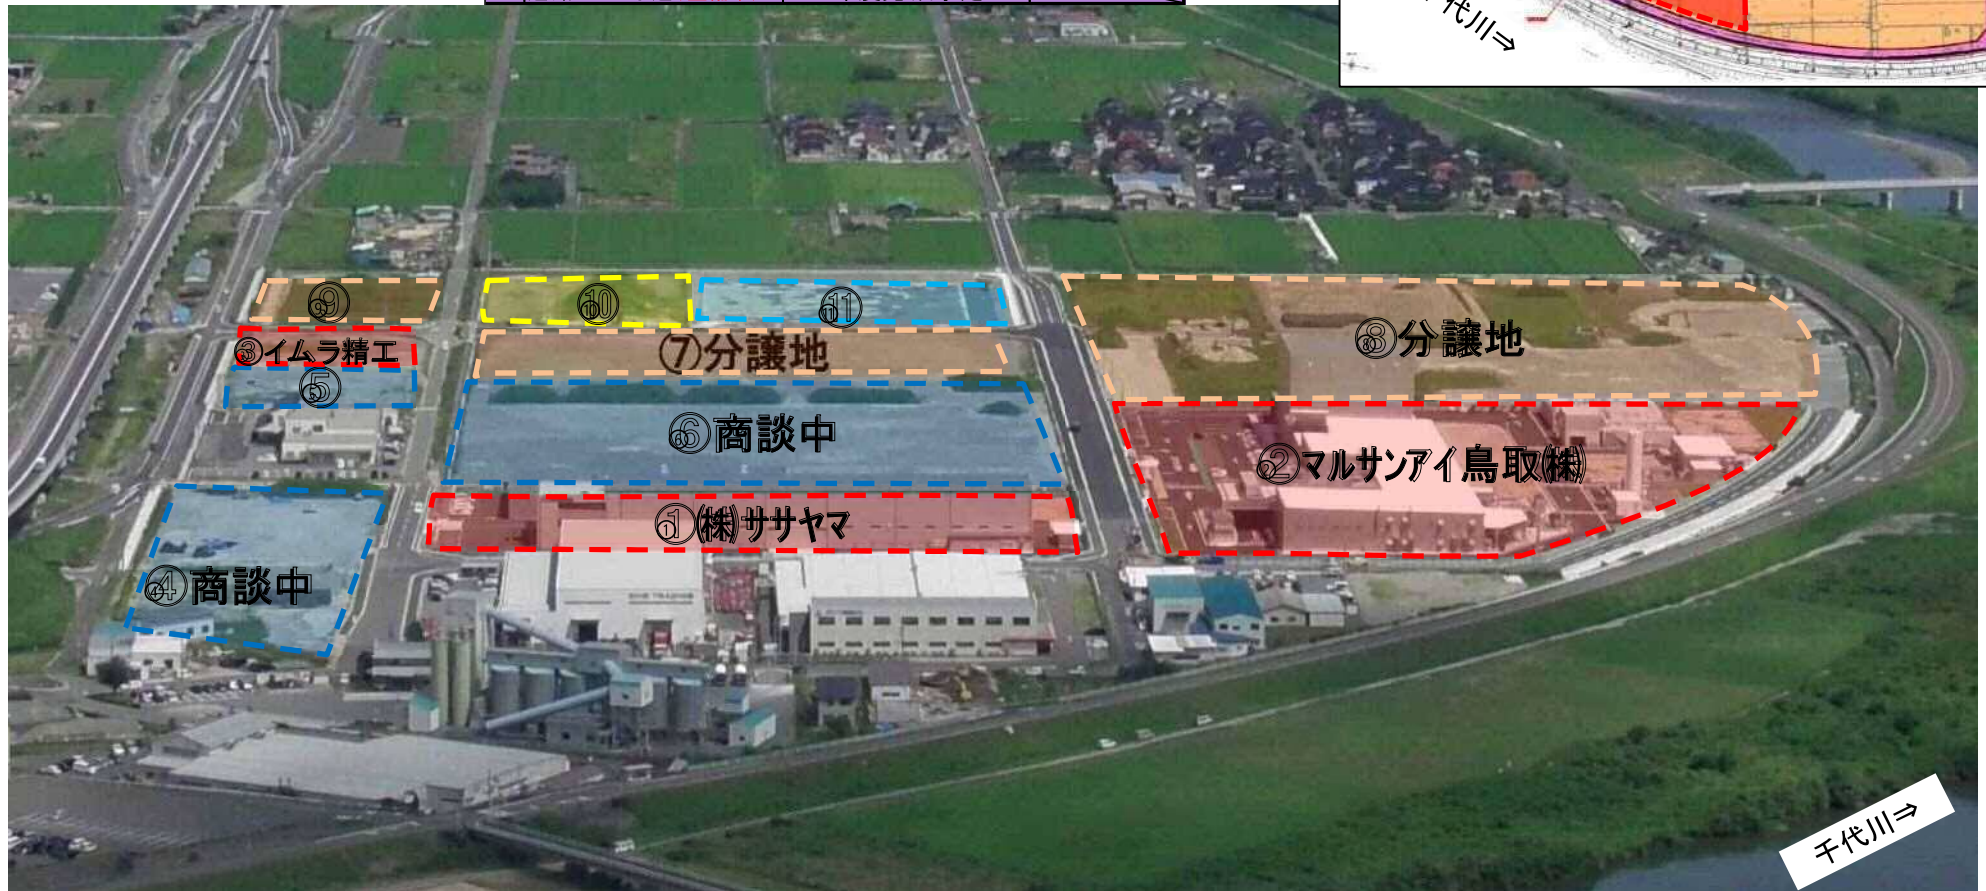 千代川⇒
⑨
⑩
⑪
③イムラ精工
⑦分譲地
⑧分譲地
⑤
⑥商談中
②マルサンアイ鳥取㈱
①㈱ササヤマ
④商談中
千代川⇒